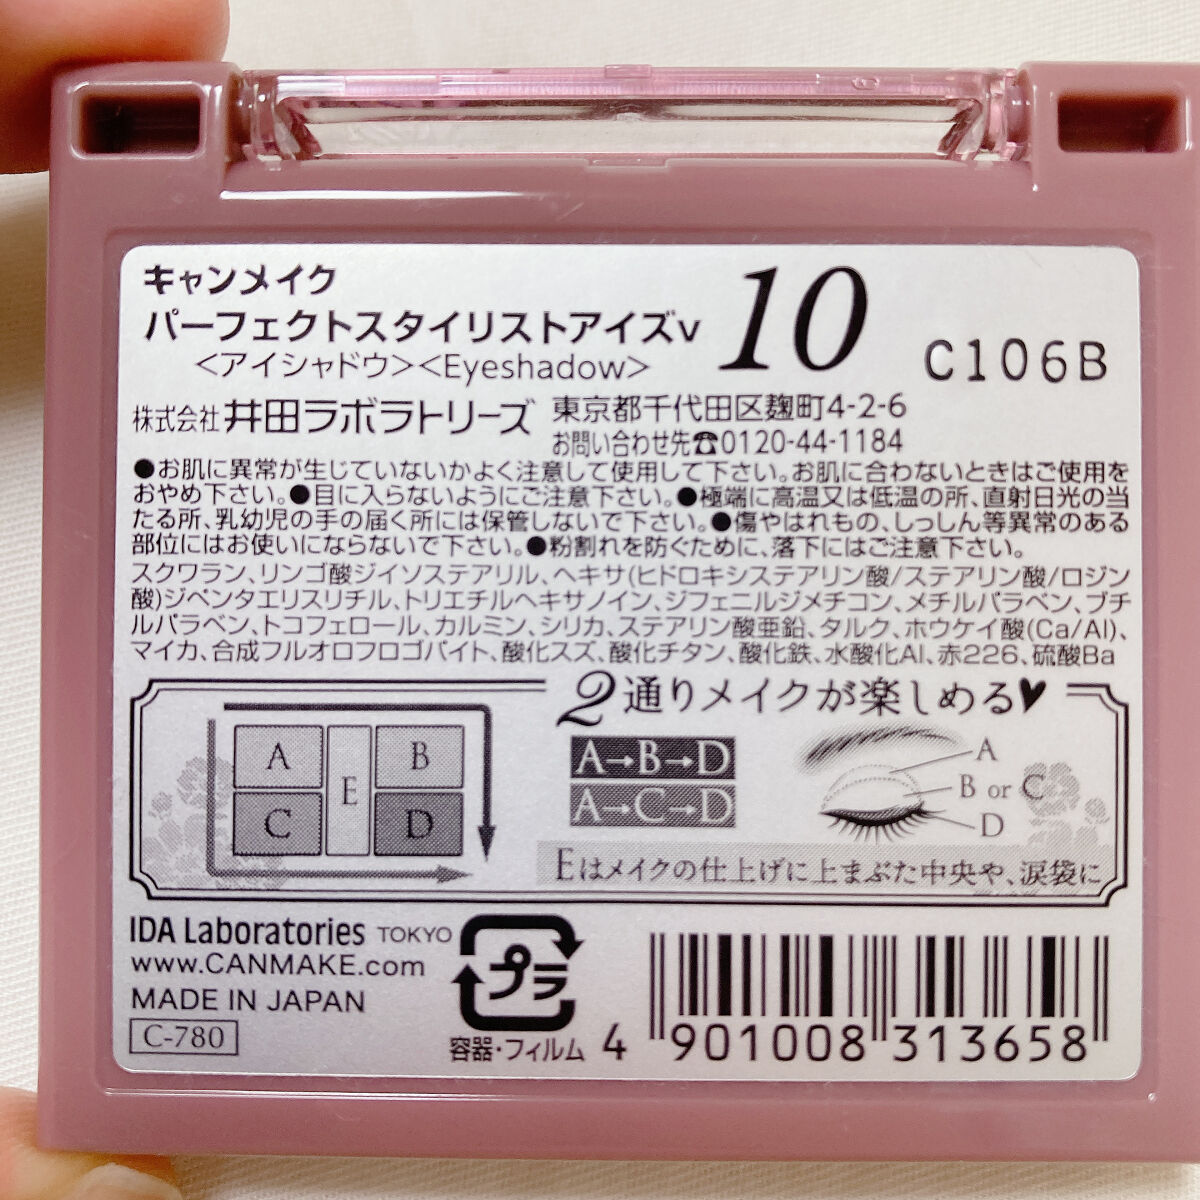 キャンメイク
パーフェクトスタイリストアイズv
<アイシャドウ><Eyeshadow>
10
C106B
株式会社 井田ラボラトリーズ
東京都千代田区麹町4-2-6
お問い合わせ先☎0120-44-1184
●お肌に異常が生じていないかよく注意して使用して下さい。お肌に合わないときはご使用を
おやめ下さい。●目に入らないようにご注意下さい。●極端に高温又は低温の所、直射日光の当
たる所、乳幼児の手の届く所には保管しないで下さい。●傷やはれもの、しっしん等異常のある
部位にはお使いにならないで下さい。●粉割れを防ぐために、落下にはご注意下さい。
スクワラン、リンゴ酸ジイソステアリル、ヘキサ(ヒドロキシステアリン酸/ステアリン酸/ロジン
酸)ジペンタエリスリチル、トリエチルヘキサノイン、ジフェニルジメチコン、メチルパラベン、ブチ
ルパラベン、トコフェロール、カルミン、シリカ、ステアリン酸亜鉛、タルク、ホウケイ酸(Ca/Al)、
マイカ、合成フルオロフロゴパイト、酸化スズ、酸化チタン、酸化鉄、水酸化Al、赤226、硫酸Ba
2通りメイクが楽しめる♥
A
B
E
C
D
A→B→D
A→C→D
A
B or C
D
Eはメイクの仕上げに上まぶた中央や、涙袋に
IDA Laboratories TOKYO
www.CANMAKE.com
MADE IN JAPAN
C-780
プラ
容器・フィルム
4 901008 313658